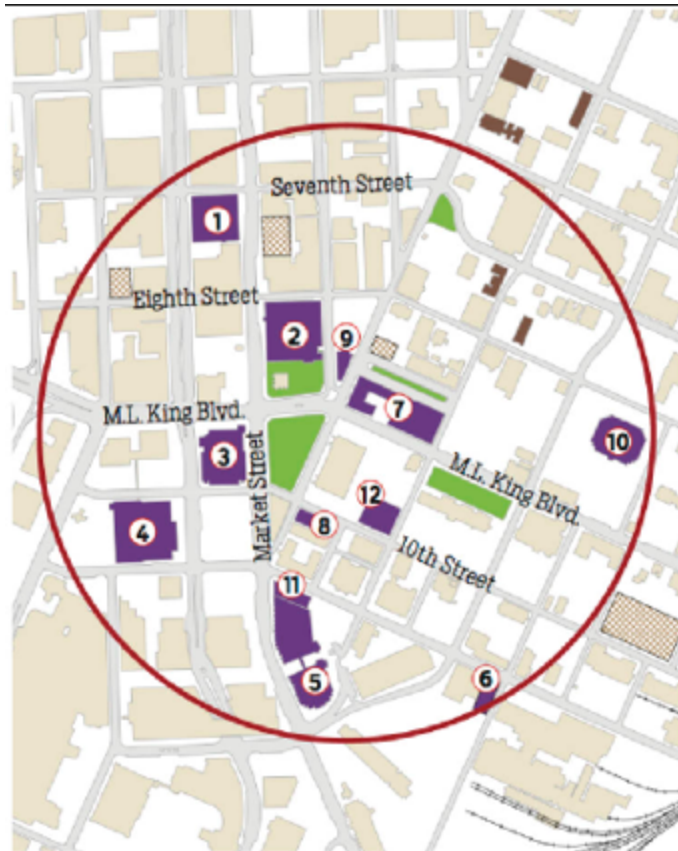 Seventh Street
1
Eighth Street
2
9
M.L. King Blvd.
7
3
10
M.L. King Blvd.
Market Street
12
4
8
10th Street
11
5
6